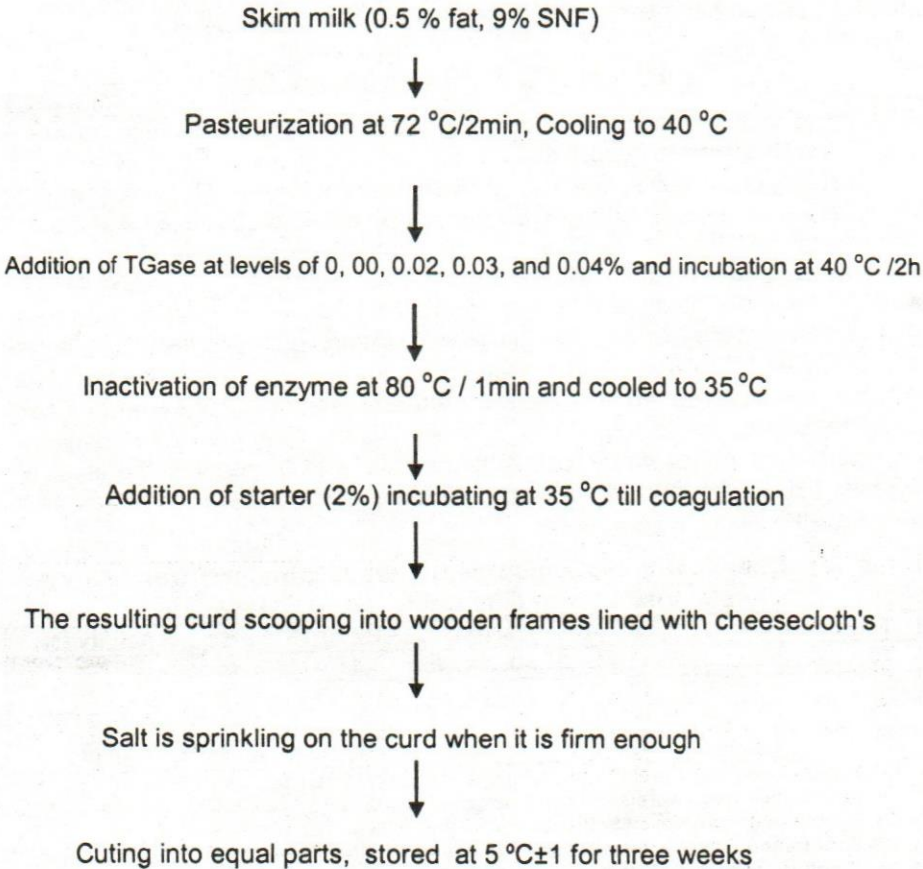 Skim milk (0.5 % fat, 9% SNF)
Pasteurization at 72 °C/2min, Cooling to 40 °C
Addition of TGase at levels of 0, 00, 0.02, 0.03, and 0.04% and incubation at 40 °C /2h
Inactivation of enzyme at 80 °C / 1min and cooled to 35 °C
Addition of starter (2%) incubating at 35 °C till coagulation
The resulting curd scooping into wooden frames lined with cheesecloth's
Salt is sprinkling on the curd when it is firm enough
Cuting into equal parts, stored at 5 ºC±1 for three weeks